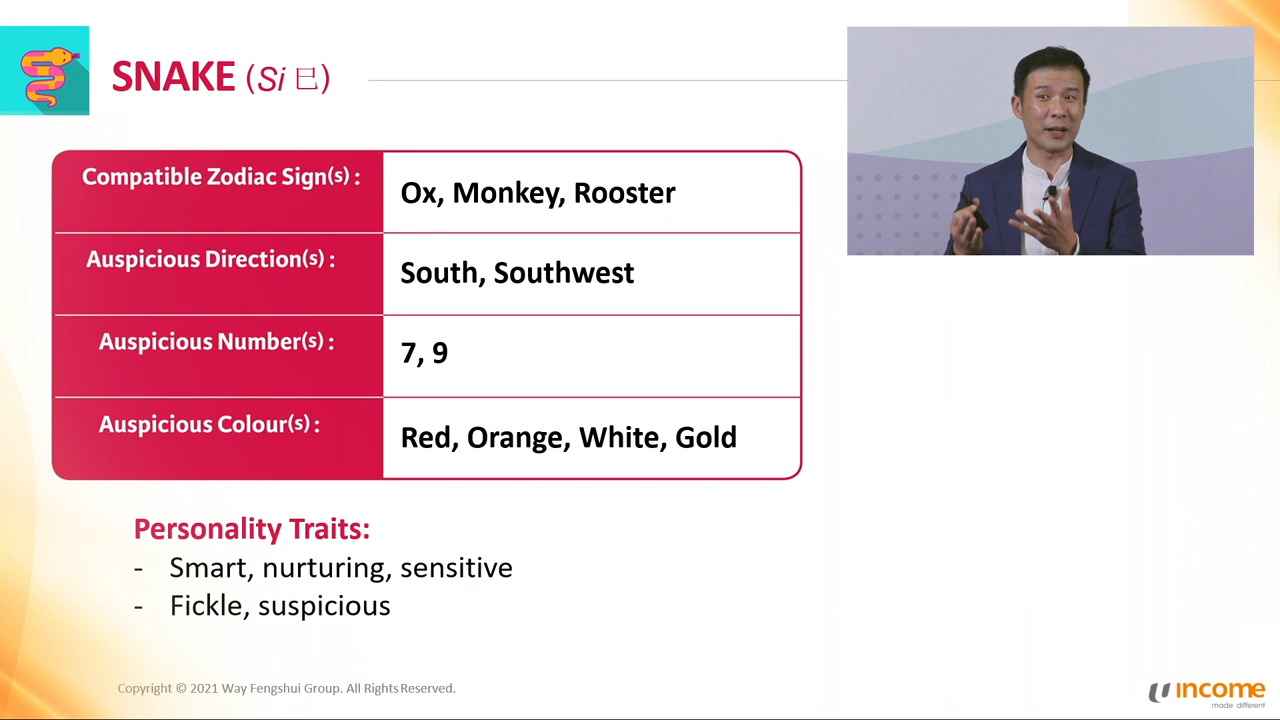 SNAKE (Si 巳)
Compatible Zodiac Sign(s) :
Ox, Monkey, Rooster
Auspicious Direction(s) :
South, Southwest
Auspicious Number(s) :
7, 9
Auspicious Colour(s) :
Red, Orange, White, Gold
Personality Traits:
- Smart, nurturing, sensitive
- Fickle, suspicious
Copyright © 2021 Way Fengshui Group. All Rights Reserved.
income
made different